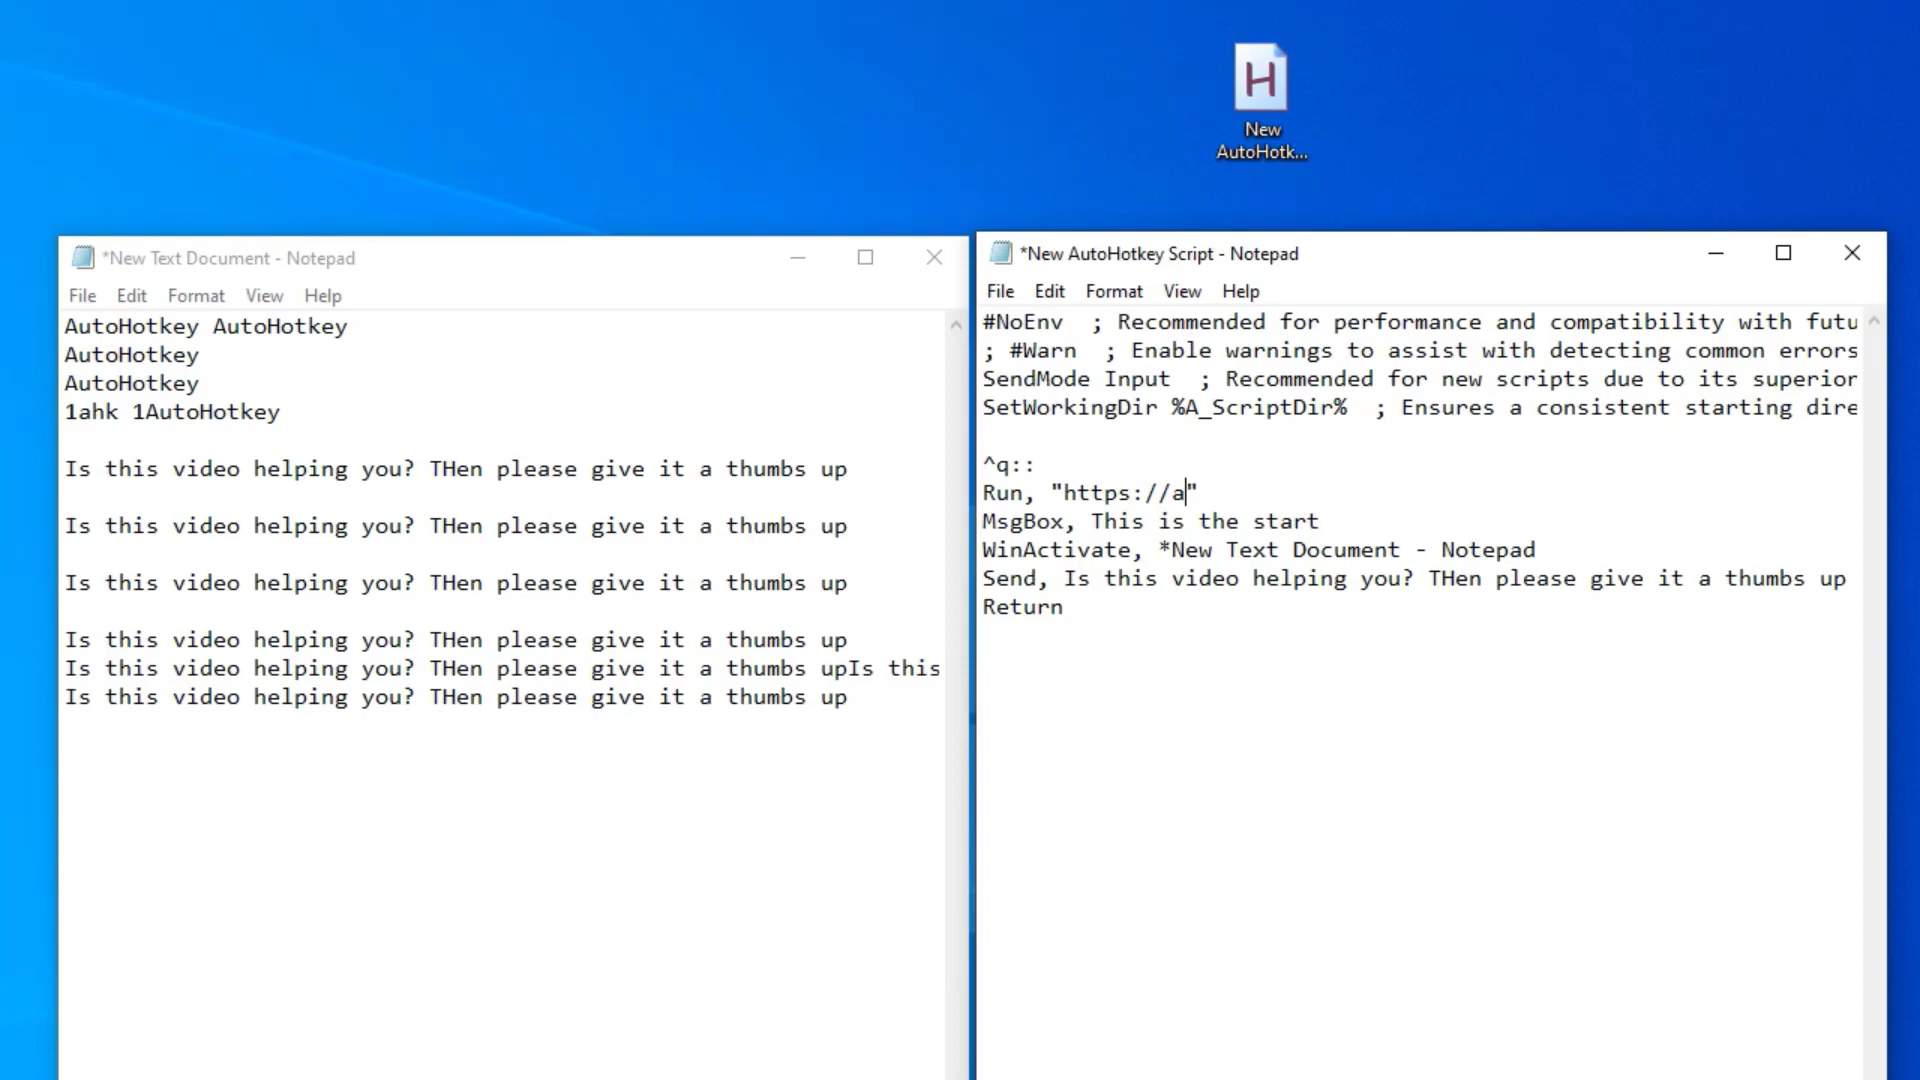 H
New
AutoHotk...
*New Text Document - Notepad
File Edit Format View Help
AutoHotkey AutoHotkey
AutoHotkey
AutoHotkey
1ahk 1AutoHotkey
Is this video helping you? THen please give it a thumbs up
Is this video helping you? THen please give it a thumbs up
Is this video helping you? THen please give it a thumbs up
Is this video helping you? THen please give it a thumbs up
Is this video helping you? THen please give it a thumbs upIs this
Is this video helping you? THen please give it a thumbs up
*New AutoHotkey Script - Notepad
File Edit Format View Help
#NoEnv ; Recommended for performance and compatibility with futu
; #Warn ; Enable warnings to assist with detecting common errors
SendMode Input ; Recommended for new scripts due to its superior
SetWorkingDir %A_ScriptDir% ; Ensures a consistent starting dire
^q::
Run, "https://a"
MsgBox, This is the start
WinActivate, *New Text Document - Notepad
Send, Is this video helping you? THen please give it a thumbs up
Return